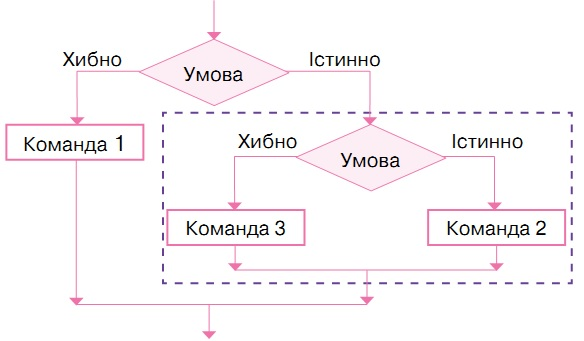 Хибно
Істинно
Умова
Команда 1
Хибно
Істинно
Умова
Команда 3
Команда 2